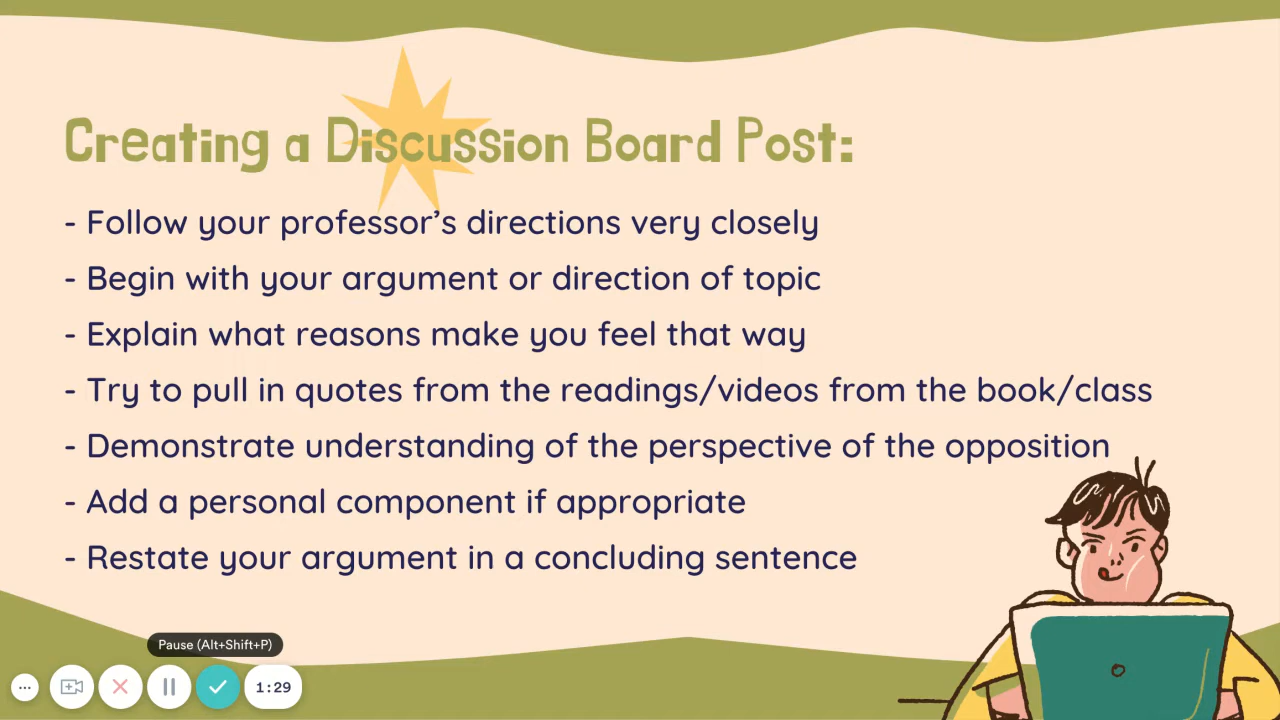 Creating a Discussion Board Post:
- Follow your professor’s directions very closely
- Begin with your argument or direction of topic
- Explain what reasons make you feel that way
- Try to pull in quotes from the readings/videos from the book/class
- Demonstrate understanding of the perspective of the opposition
- Add a personal component if appropriate
- Restate your argument in a concluding sentence
Pause (Alt+Shift+P)
1:29